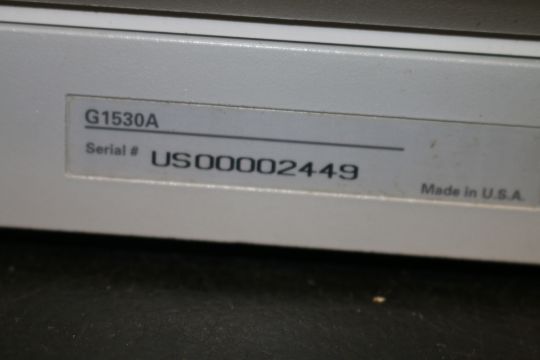 G1530A
Serial # US00002449
Made in U.S.A.